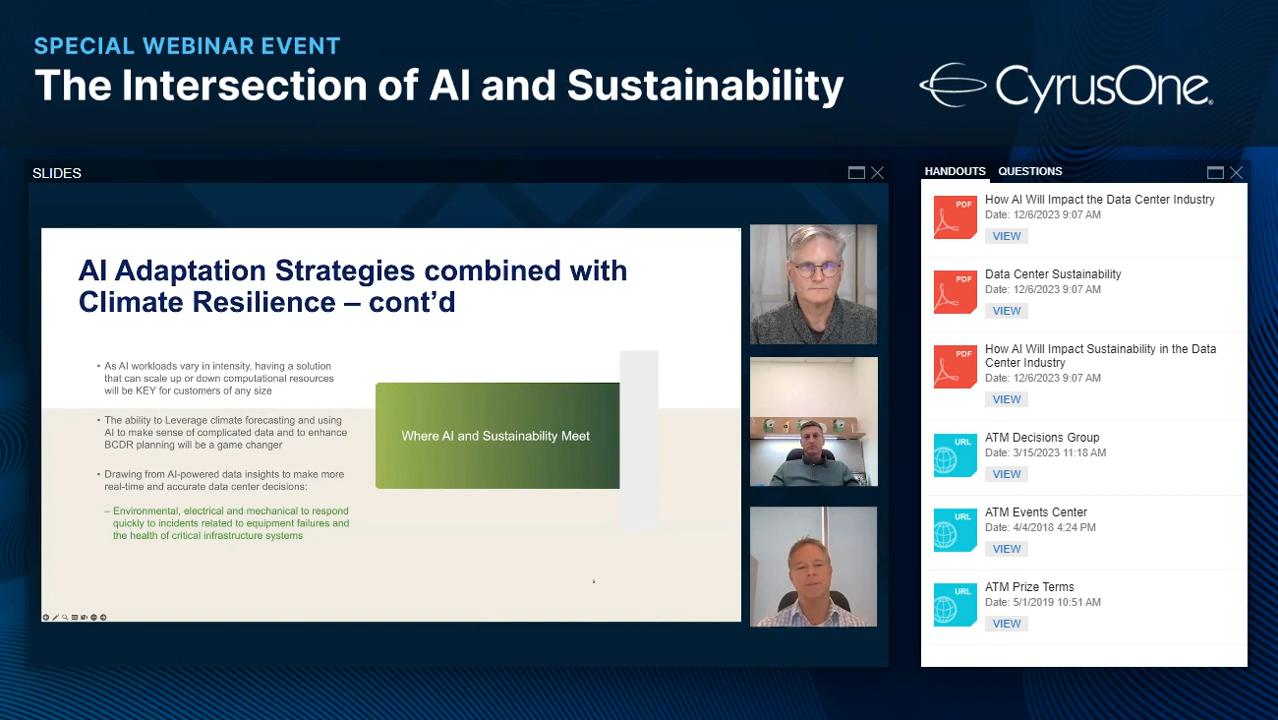 SPECIAL WEBINAR EVENT
The Intersection of AI and Sustainability
CyrusOne.
SLIDES
AI Adaptation Strategies combined with
Climate Resilience – cont'd
• As AI workloads vary in intensity, having a solution
that can scale up or down computational resources
will be KEY for customers of any size
• The ability to Leverage climate forecasting and using
AI to make sense of complicated data and to enhance
BCDR planning will be a game changer
• Drawing from AI-powered data insights to make more
real-time and accurate data center decisions:
– Environmental, electrical and mechanical to respond
quickly to incidents related to equipment failures and
the health of critical infrastructure systems
Where AI and Sustainability Meet
HANDOUTS QUESTIONS
PDF
How AI Will Impact the Data Center Industry
Date: 12/6/2023 9:07 AM
VIEW
PDF
Data Center Sustainability
Date: 12/6/2023 9:07 AM
VIEW
PDF
How AI Will Impact Sustainability in the Data
Center Industry
Date: 12/6/2023 9:07 AM
VIEW
URL
ATM Decisions Group
Date: 3/15/2023 11:18 AM
VIEW
URL
ATM Events Center
Date: 4/4/2018 4:24 PM
VIEW
URL
ATM Prize Terms
Date: 5/1/2019 10:51 AM
VIEW